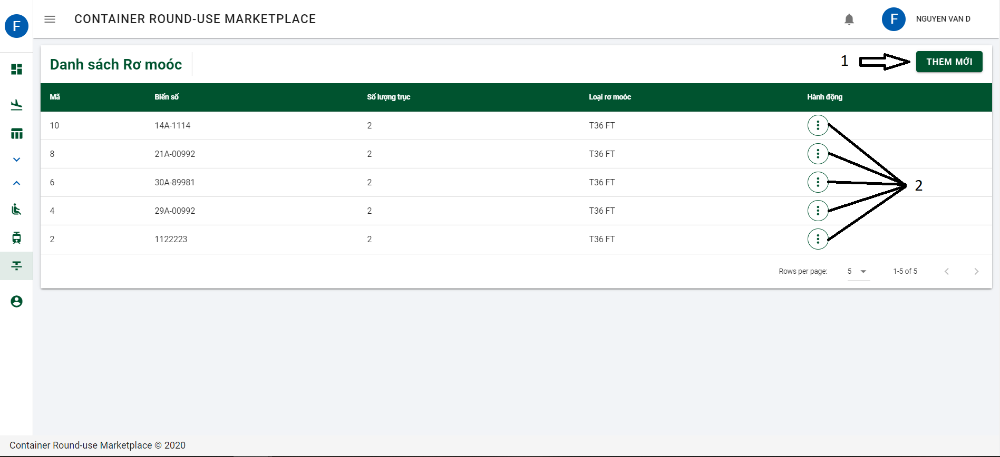 F
CONTAINER ROUND-USE MARKETPLACE
F
NGUYEN VAN D
Danh sách Rơ moóc
1
THÊM MỚI
Mã Biển số Số lượng trục Loại rơ moóc Hành động
10 14A-1114 2 T36 FT
8 21A-00992 2 T36 FT
6 30A-89981 2 T36 FT
4 29A-00992 2 T36 FT
2 1122223 2 T36 FT
2
Rows per page: 5 1-5 of 5
Container Round-use Marketplace © 2020